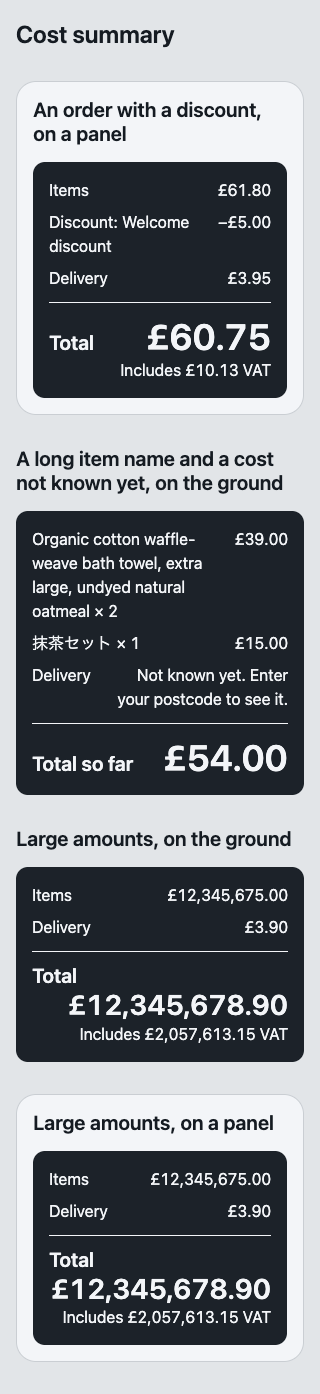 Cost summary
An order with a discount,
on a panel
Items £61.80
Discount: Welcome −£5.00
discount
Delivery £3.95
Total £60.75
Includes £10.13 VAT
A long item name and a cost
not known yet, on the ground
Organic cotton waffle- £39.00
weave bath towel, extra
large, undyed natural
oatmeal × 2
抹茶セット × 1 £15.00
Delivery Not known yet. Enter
your postcode to see it.
Total so far £54.00
Large amounts, on the ground
Items £12,345,675.00
Delivery £3.90
Total
£12,345,678.90
Includes £2,057,613.15 VAT
Large amounts, on a panel
Items £12,345,675.00
Delivery £3.90
Total
£12,345,678.90
Includes £2,057,613.15 VAT